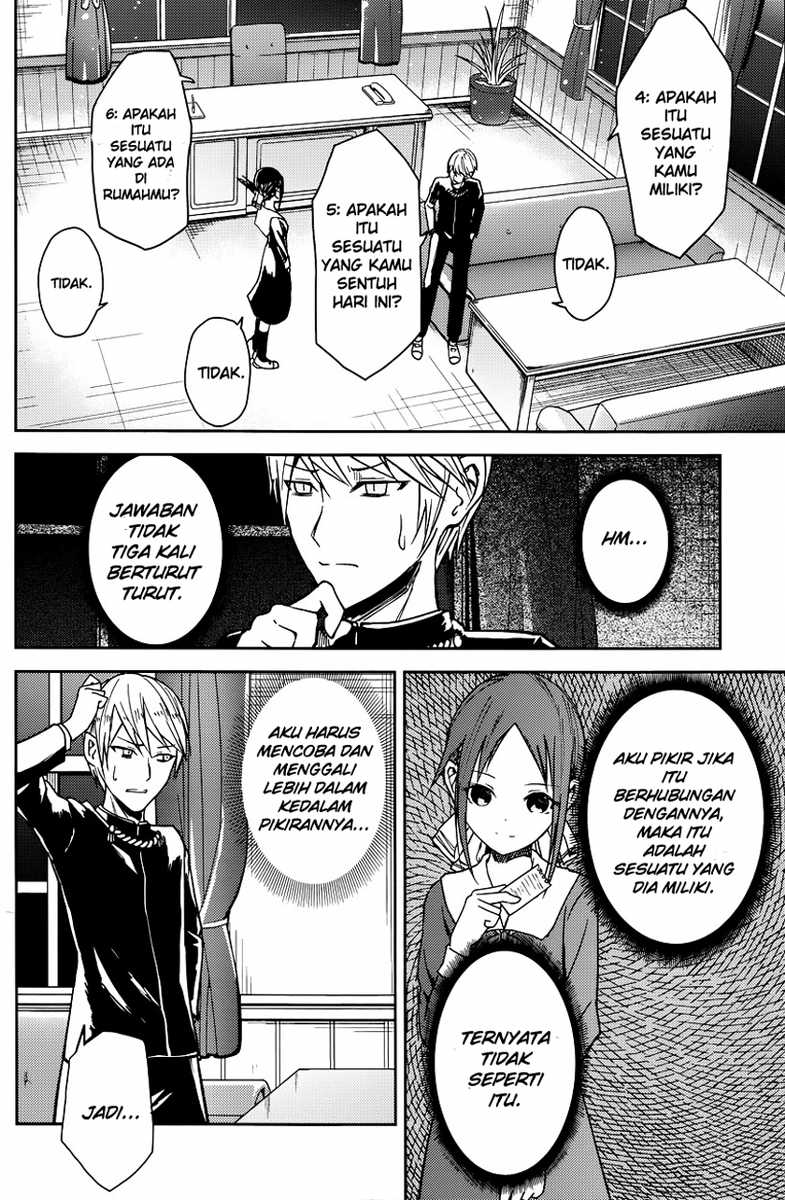 4: APAKAH
ITU
SESUATU
YANG
KAMU
MILIKI?
TIDAK.
5: APAKAH
ITU
SESUATU
YANG KAMU
SENTUH
HARI INI?
TIDAK.
6: APAKAH
ITU
SESUATU
YANG ADA
DI
RUMAHMU?
TIDAK.
HM...
JAWABAN
TIDAK
TIGA KALI
BERTURUT
TURUT.
AKU PIKIR JIKA
ITU
BERHUBUNGAN
DENGANNYA,
MAKA ITU
ADALAH
SESUATU YANG
DIA MILIKI.
TERNYATA
TIDAK
SEPERTI
ITU.
AKU HARUS
MENCOBA DAN
MENGGALI
LEBIH DALAM
KEDALAM
PIKIRANNYA...
JADI...